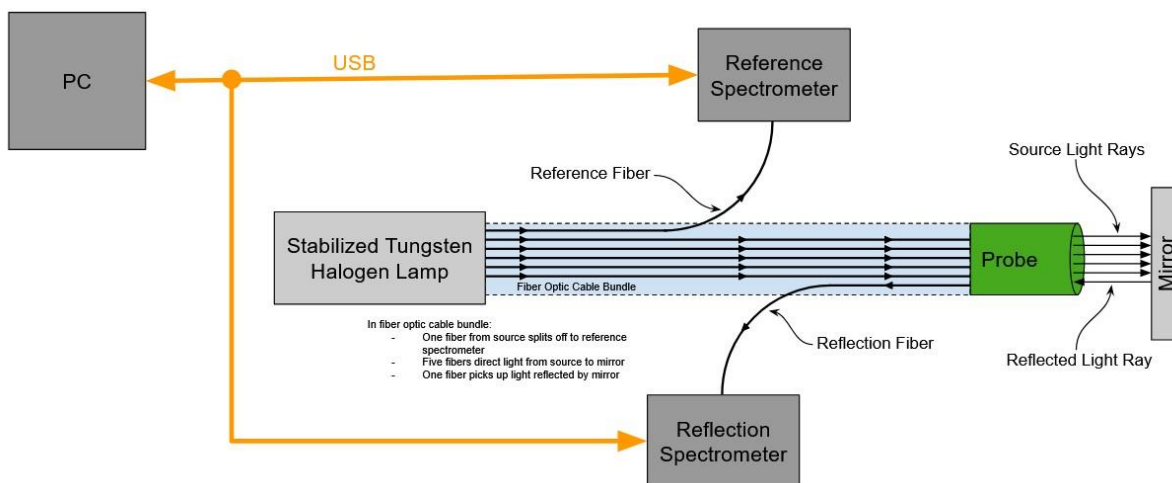 PC
USB
Reference
Spectrometer
Source Light Rays
Reference Fiber
Stabilized Tungsten
Halogen Lamp
Probe
Mirror
Fiber Optic Cable Bundle
In fiber optic cable bundle:
- One fiber from source splits off to reference
spectrometer
- Five fibers direct light from source to mirror
- One fiber picks up light reflected by mirror
Reflection Fiber
Reflected Light Ray
Reflection
Spectrometer